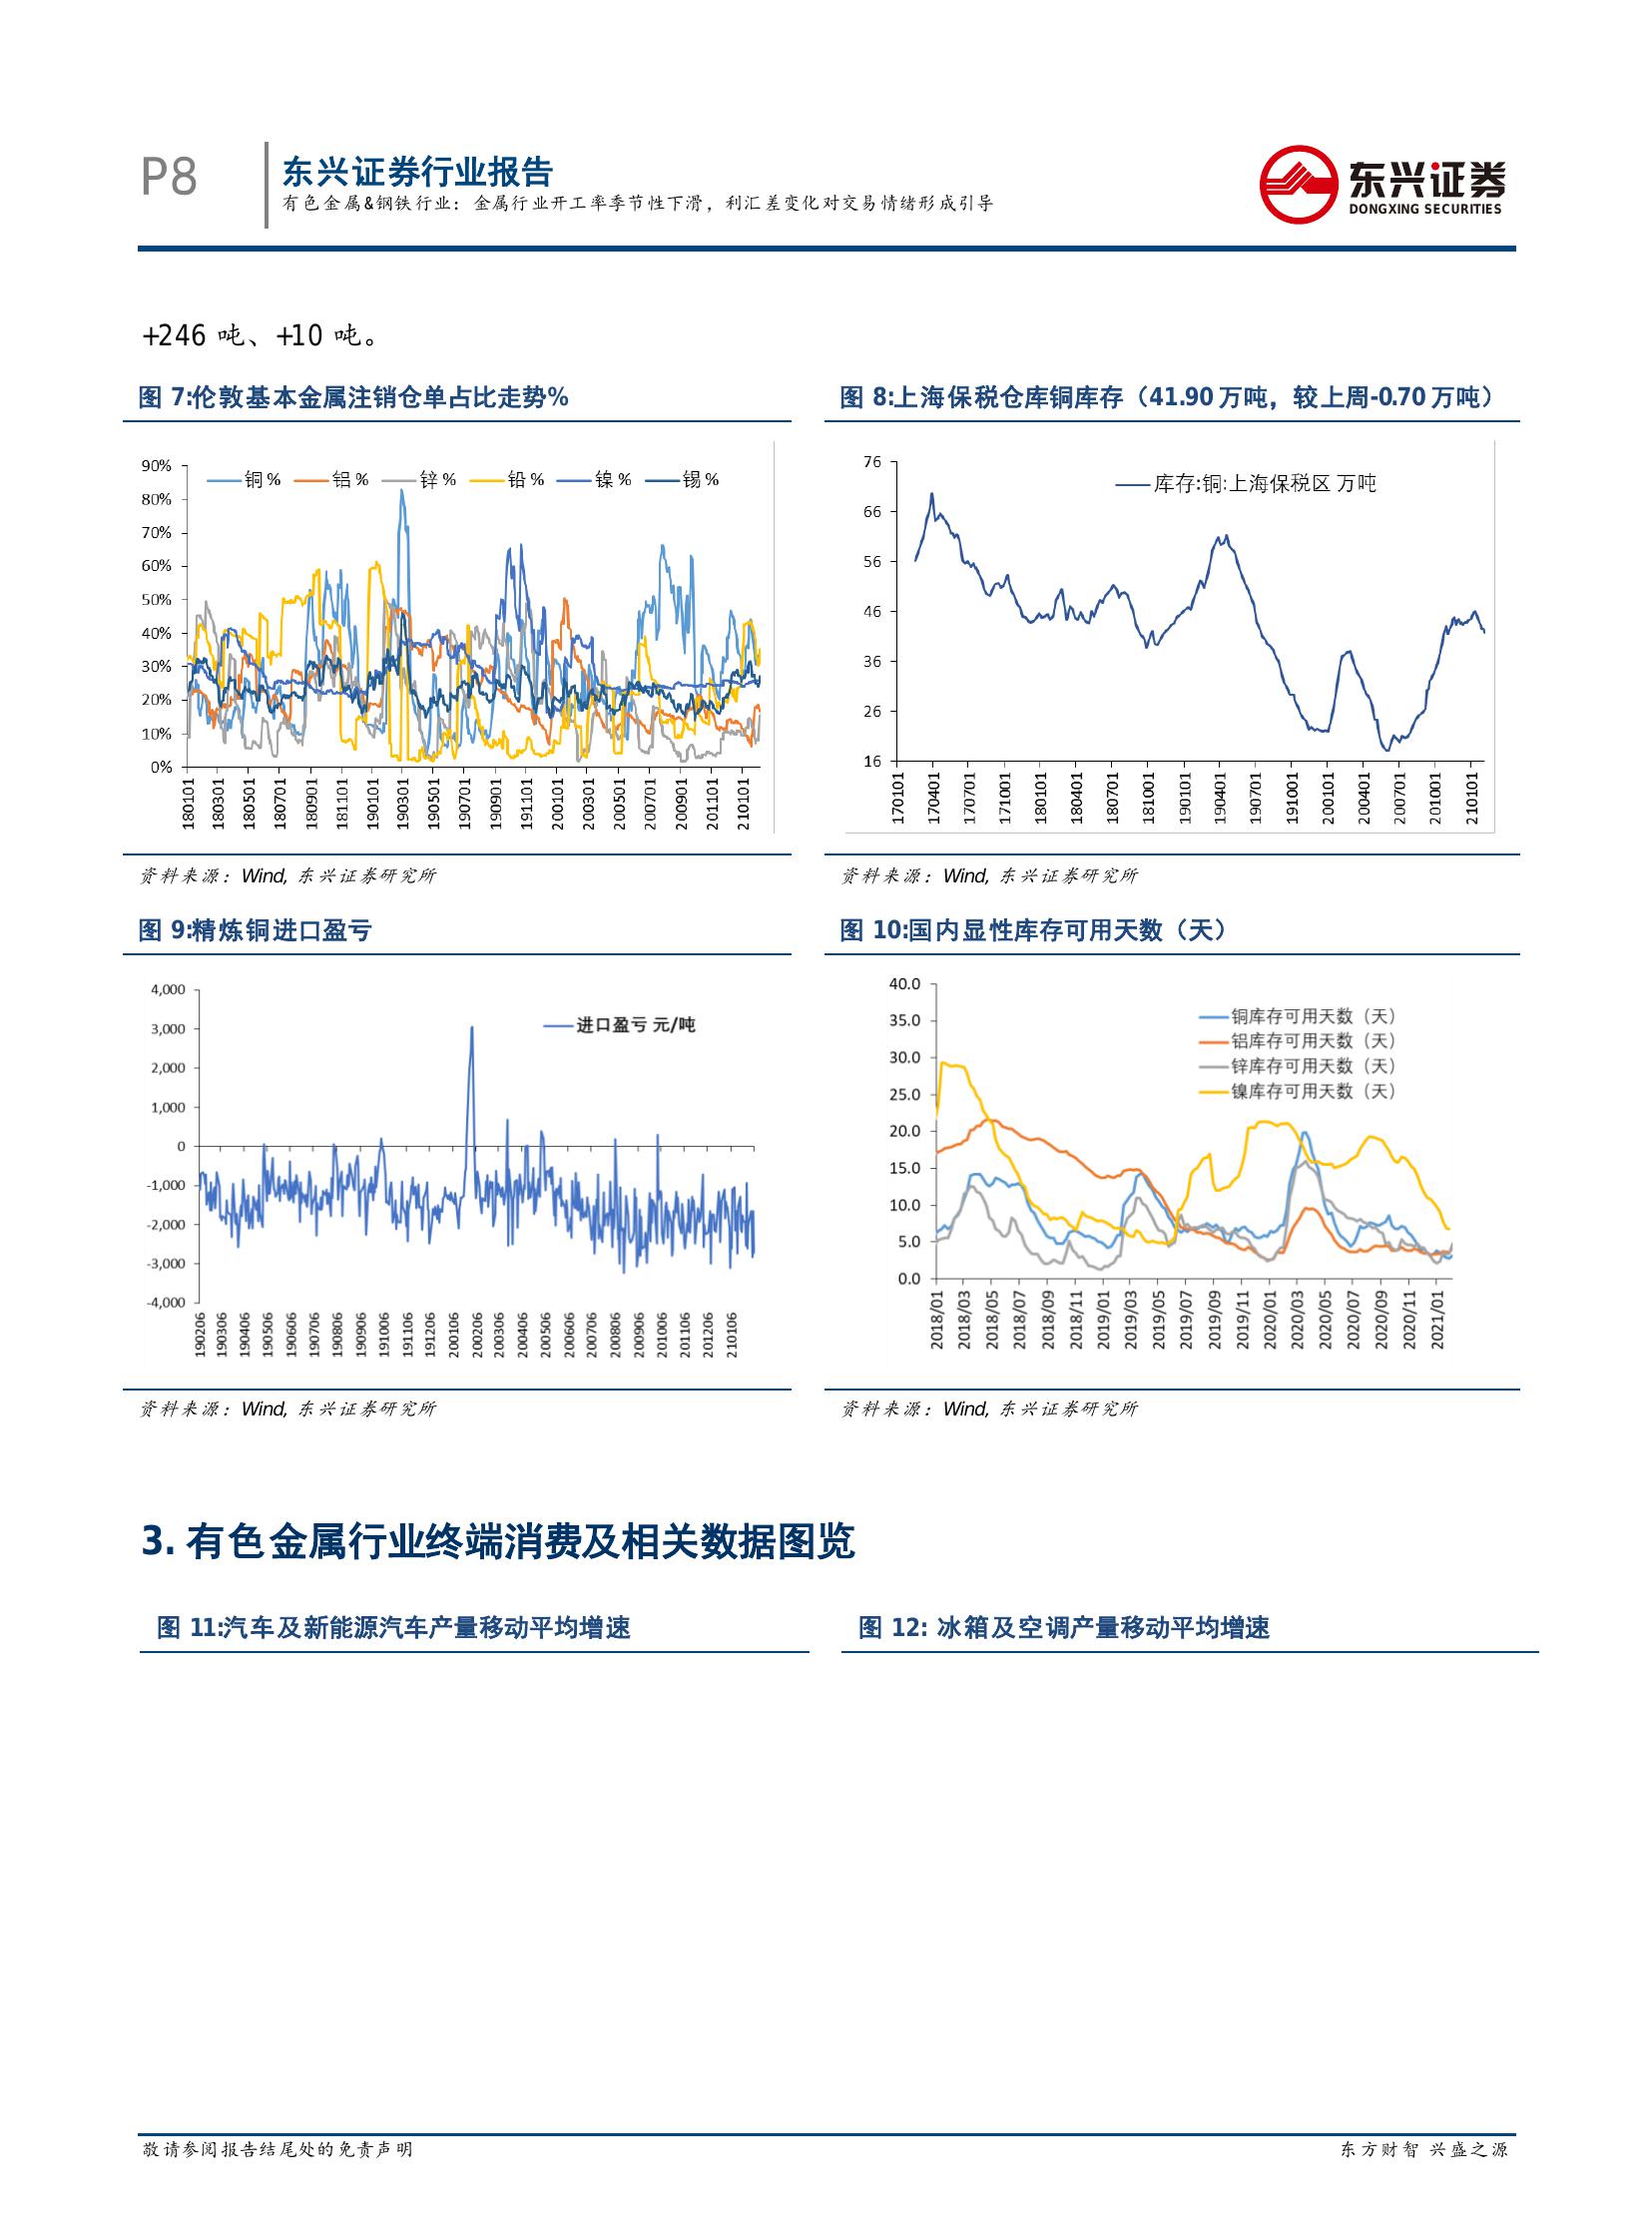 P8
东兴证券行业报告
有色金属&钢铁行业：金属行业开工率季节性下滑，利汇差变化对交易情绪形成引导
东兴证券
DONGXING SECURITIES
+246 吨、+10 吨。
图 7:伦敦基本金属注销仓单占比走势%
铜% 铝% 锌% 铅% 镍% 锡%
90%
80%
70%
60%
50%
40%
30%
20%
10%
0%
180101 180301 180501 180701 180901 181101 190101 190301 190501 190701 190901 191101 200101 200301 200501 200701 200901 201101 210101
资料来源：Wind, 东兴证券研究所
图 8:上海保税仓库铜库存（41.90 万吨，较上周-0.70 万吨）
库存:铜:上海保税区 万吨
76
66
56
46
36
26
16
170101 170401 170701 171001 180101 180401 180701 181001 190101 190401 190701 191001 200101 200401 200701 201001 210101
资料来源：Wind, 东兴证券研究所
图 9:精炼铜进口盈亏
进口盈亏 元/吨
4,000
3,000
2,000
1,000
0
-1,000
-2,000
-3,000
-4,000
190206 190306 190406 190506 190606 190706 190806 190906 191006 191106 191206 200106 200206 200306 200406 200506 200606 200706 200806 200906 201006 201106 201206 210106
资料来源：Wind, 东兴证券研究所
图 10:国内显性库存可用天数（天）
铜库存可用天数（天）
铝库存可用天数（天）
锌库存可用天数（天）
镍库存可用天数（天）
40.0
35.0
30.0
25.0
20.0
15.0
10.0
5.0
0.0
2018/01 2018/03 2018/05 2018/07 2018/09 2018/11 2019/01 2019/03 2019/05 2019/07 2019/09 2019/11 2020/01 2020/03 2020/05 2020/07 2020/09 2020/11 2021/01
资料来源：Wind, 东兴证券研究所
3. 有色金属行业终端消费及相关数据图览
图 11:汽车及新能源汽车产量移动平均增速
图 12: 冰箱及空调产量移动平均增速
敬请参阅报告结尾处的免责声明
东方财智 兴盛之源